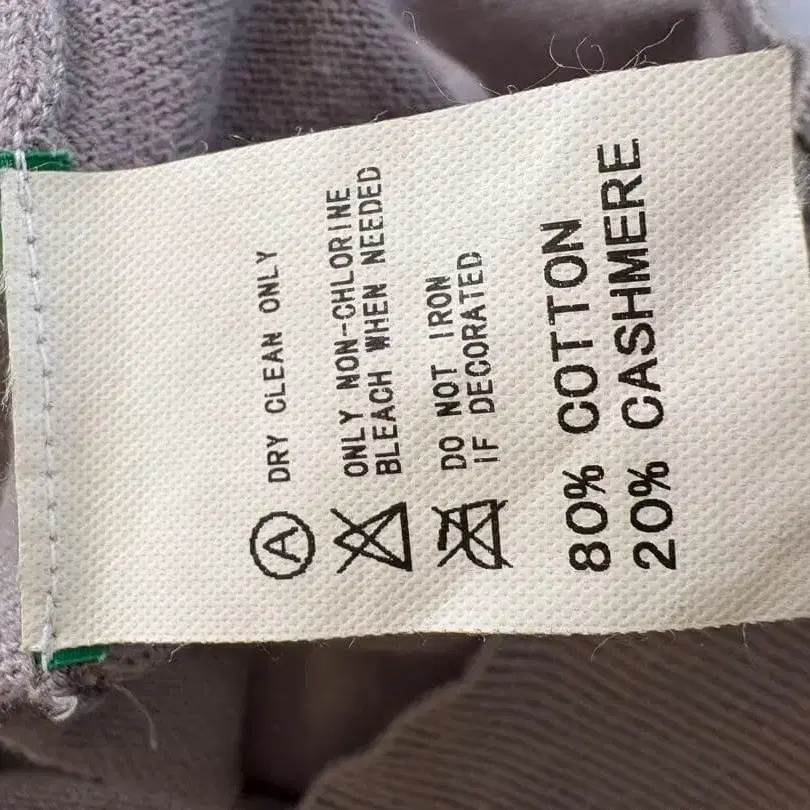 Ⓐ DRY CLEAN ONLY
ONLY NON-CHLORINE
BLEACH WHEN NEEDED
DO NOT IRON
IF DECORATED
80% COTTON
20% CASHMERE